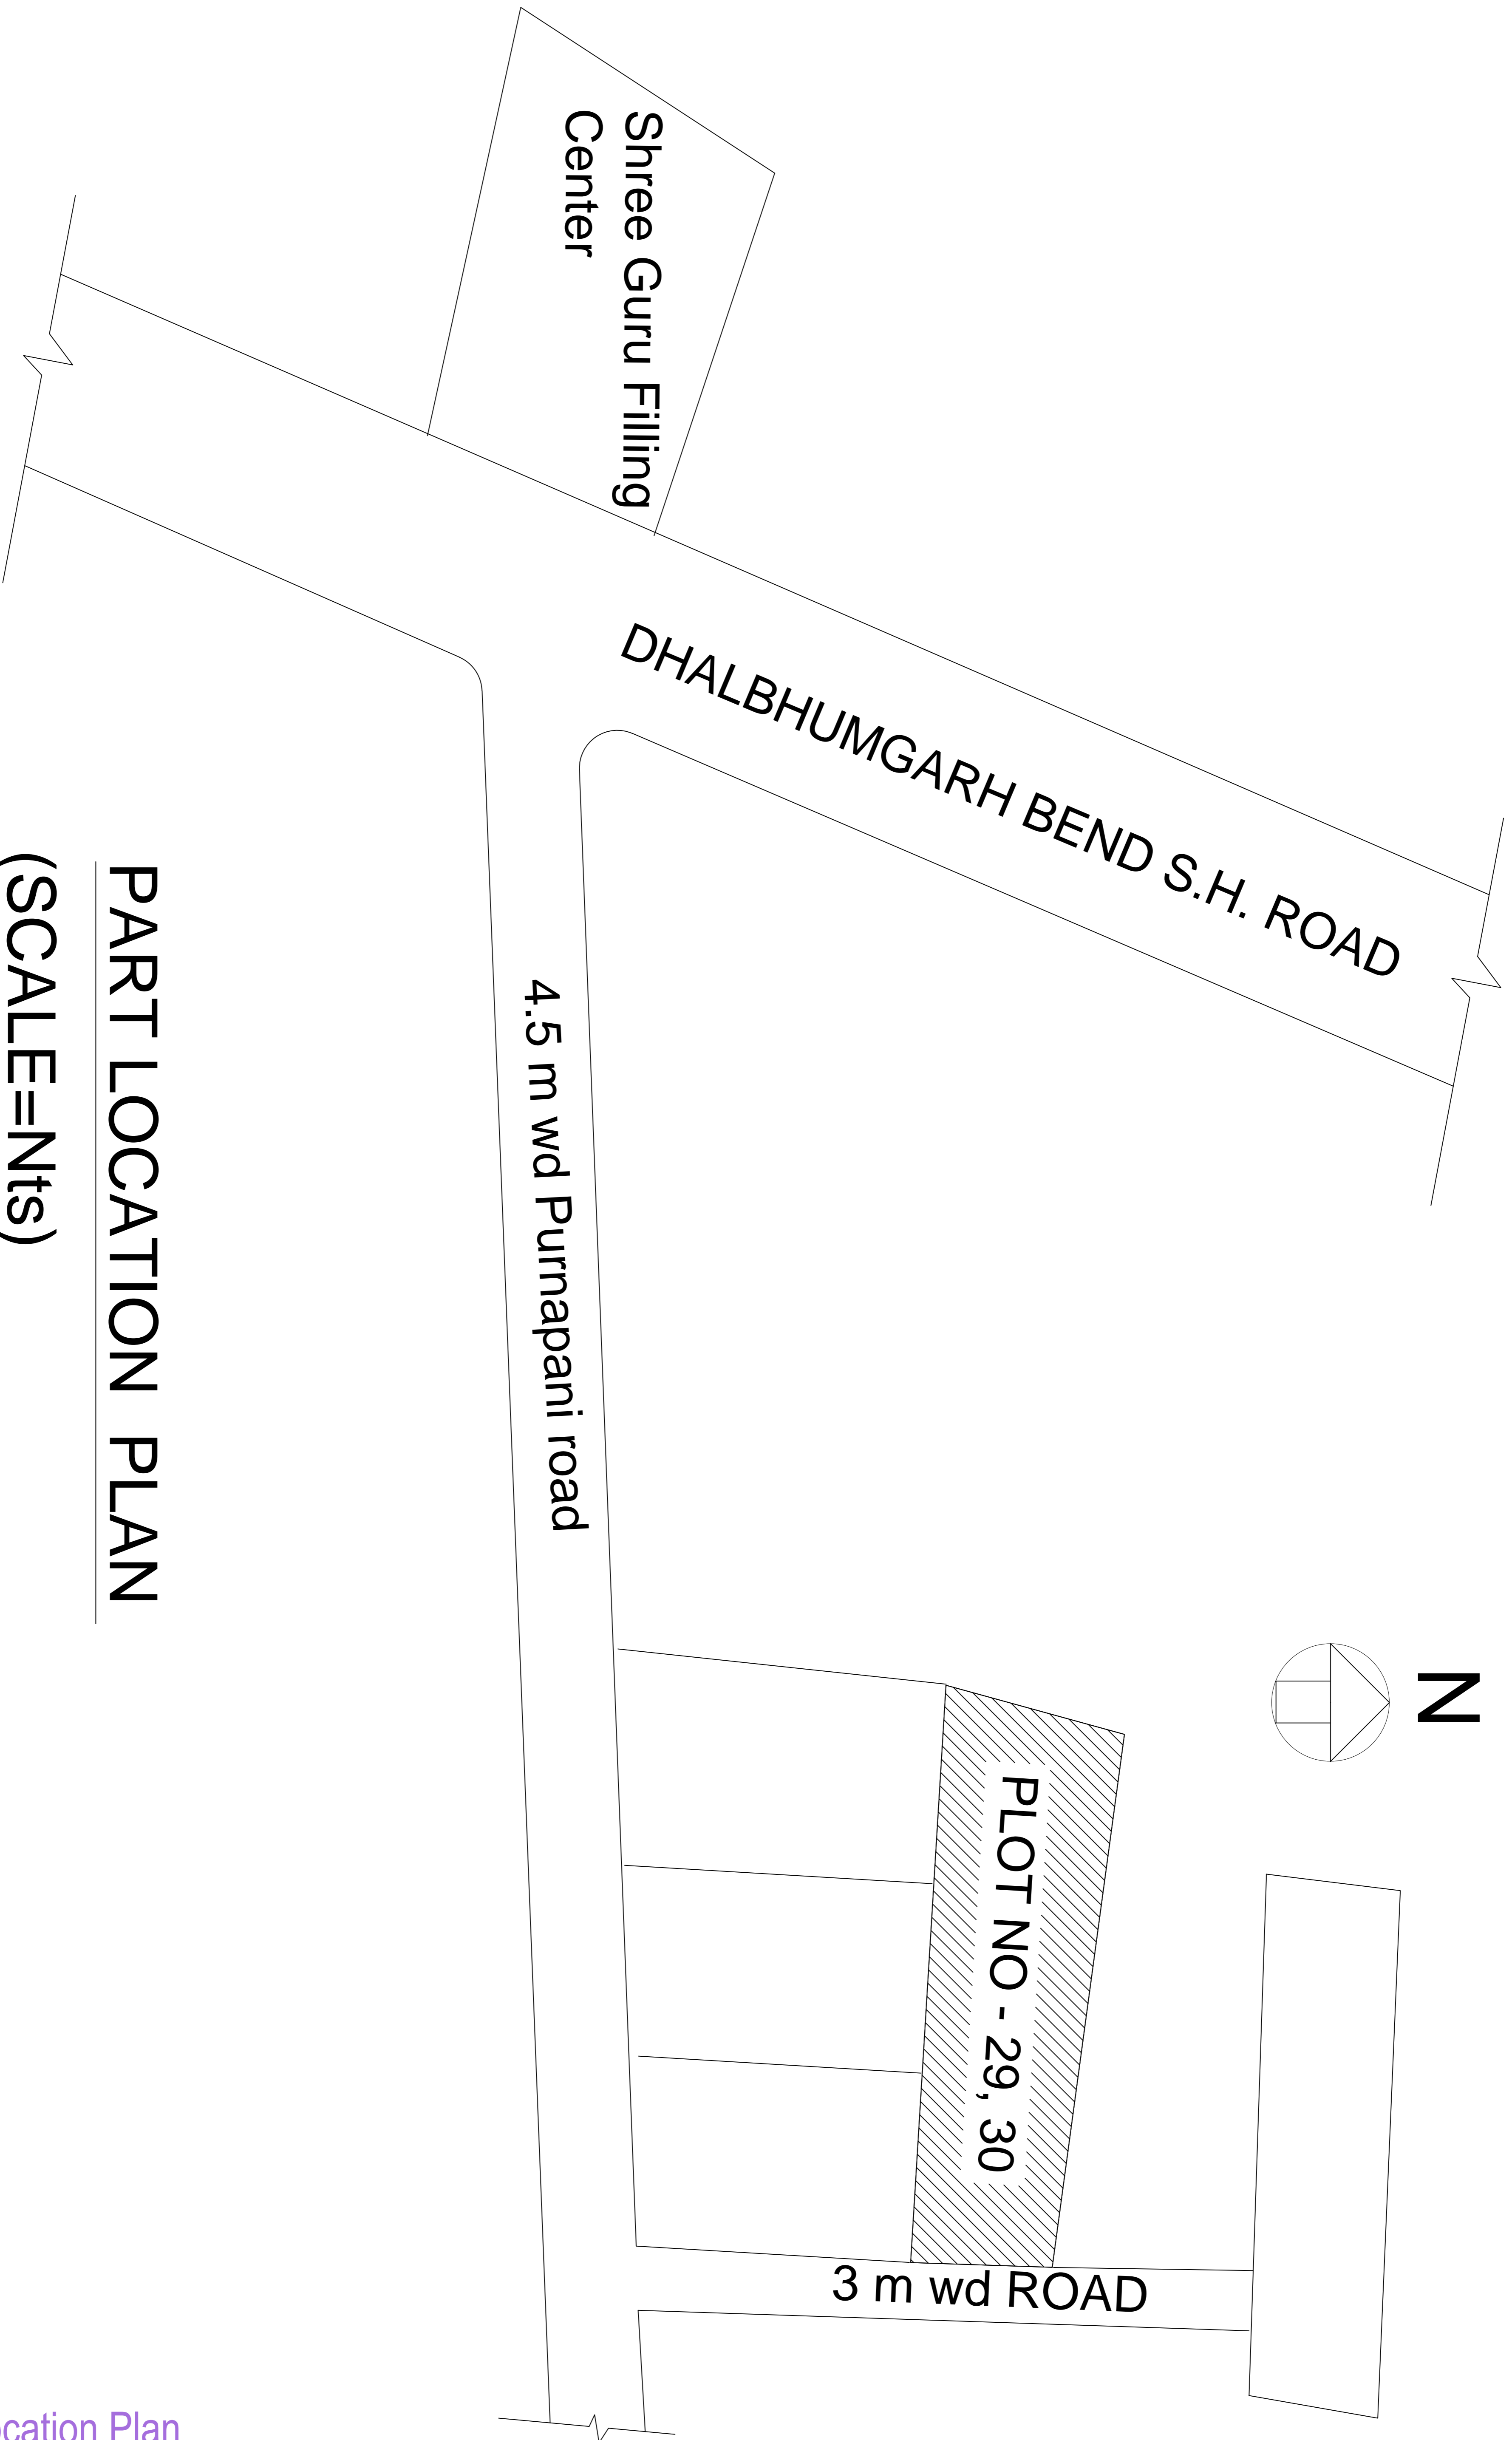 Shree Guru Filling
Center
DHALBHUMGARH BEND S.H. ROAD
4.5 m wd Purnapani road
N
PLOT NO - 29, 30
3 m wd ROAD
PART LOCATION PLAN
(SCALE=Nts)
Plan